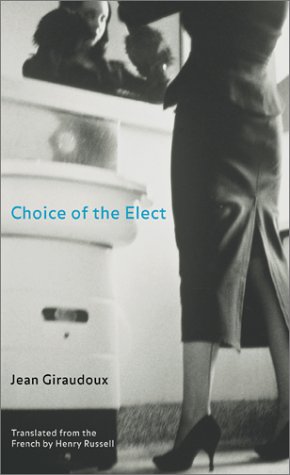 Choice of the Elect
Jean Giraudoux
Translated from the
French by Henry Russell